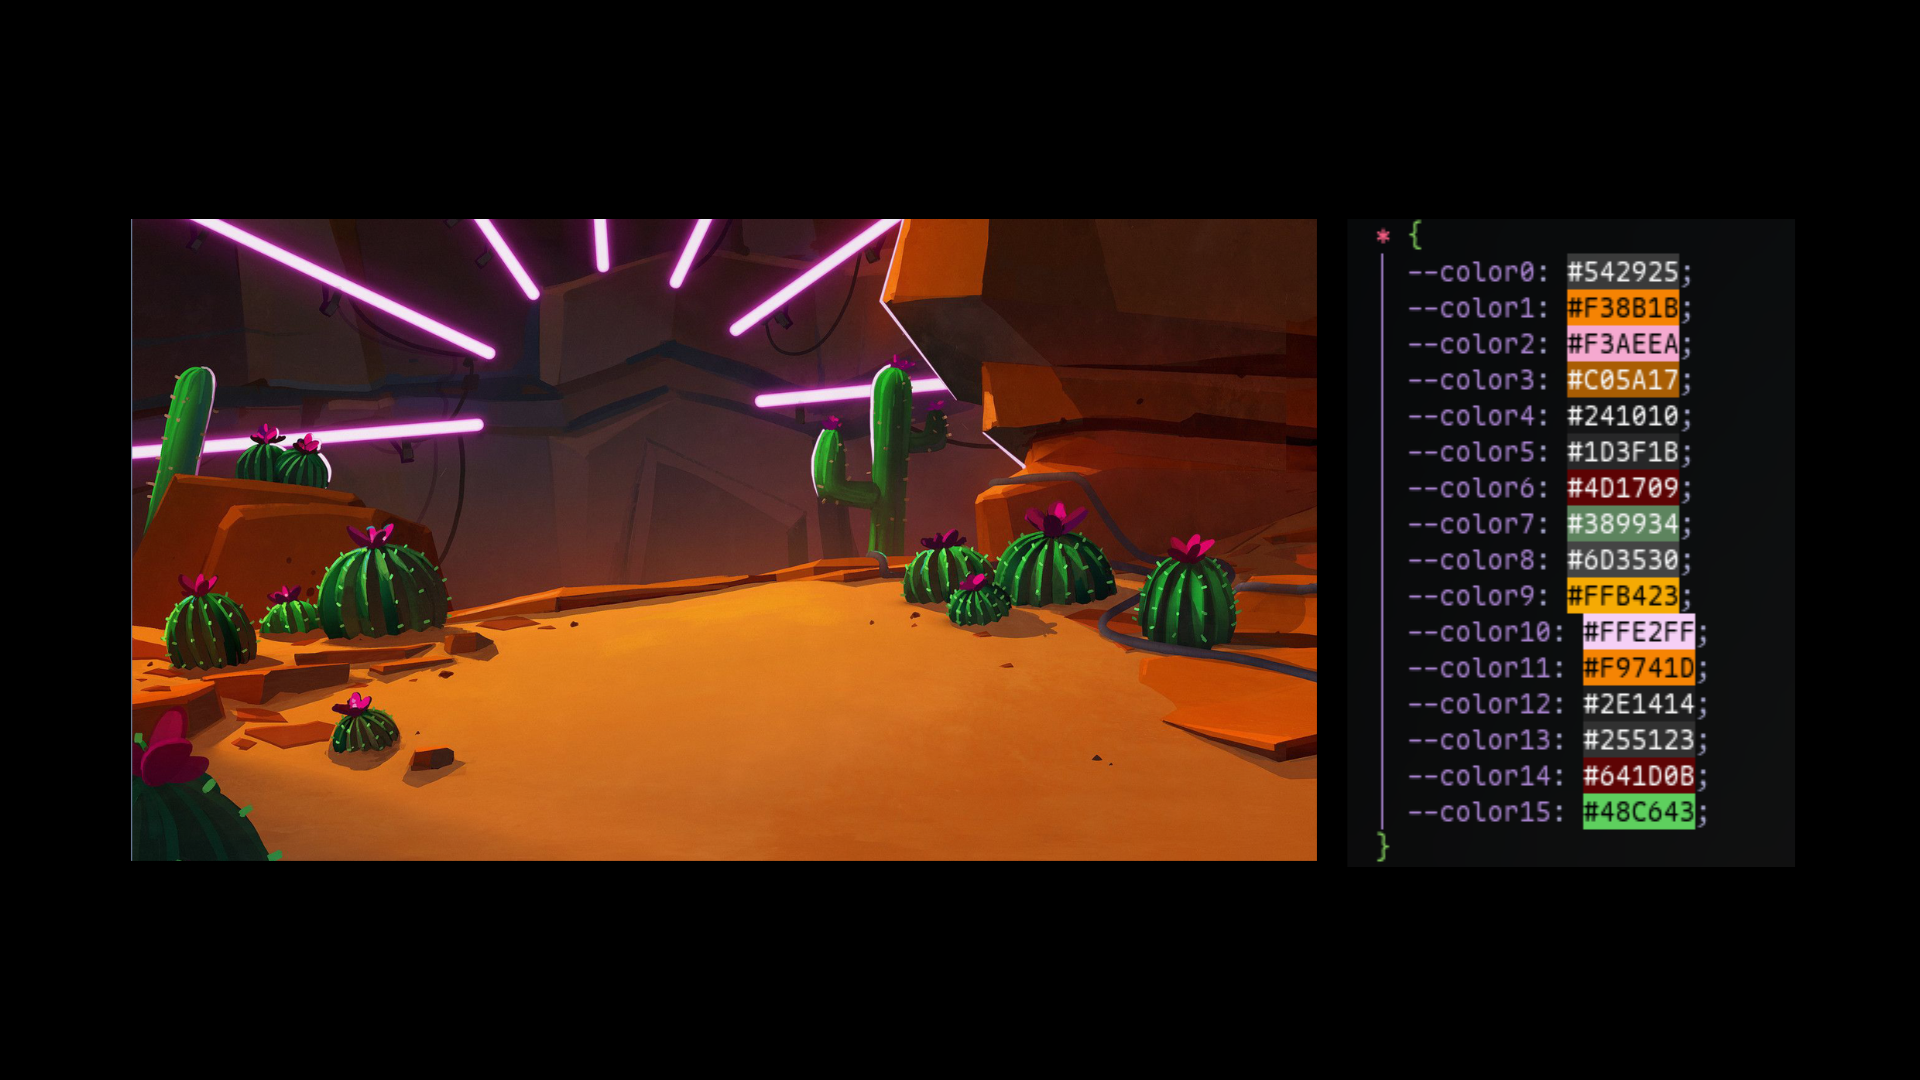 * {
--color0: #542925;
--color1: #F38B1B;
--color2: #F3AEEA;
--color3: #C05A17;
--color4: #241010;
--color5: #1D3F1B;
--color6: #4D1709;
--color7: #389934;
--color8: #6D3530;
--color9: #FFB423;
--color10: #FFE2FF;
--color11: #F9741D;
--color12: #2E1414;
--color13: #255123;
--color14: #641D0B;
--color15: #48C643;
}